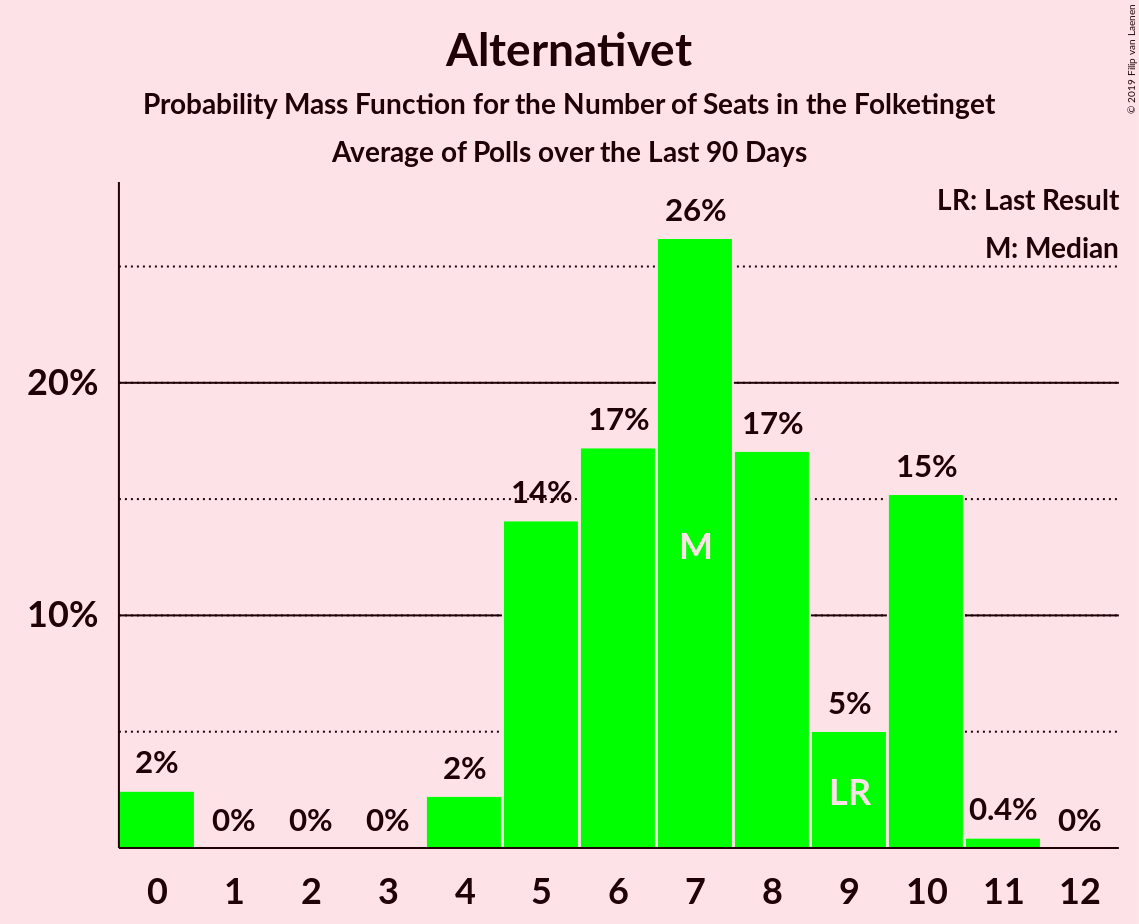 Alternativet
Probability Mass Function for the Number of Seats in the Folketinget
Average of Polls over the Last 90 Days
© 2019 Filip van Laenen
LR: Last Result
M: Median
26%
20%
17%
17%
15%
14%
M
10%
5%
LR
2%
2%
0%
0%
0%
0.4%
0%
0 1 2 3 4 5 6 7 8 9 10 11 12